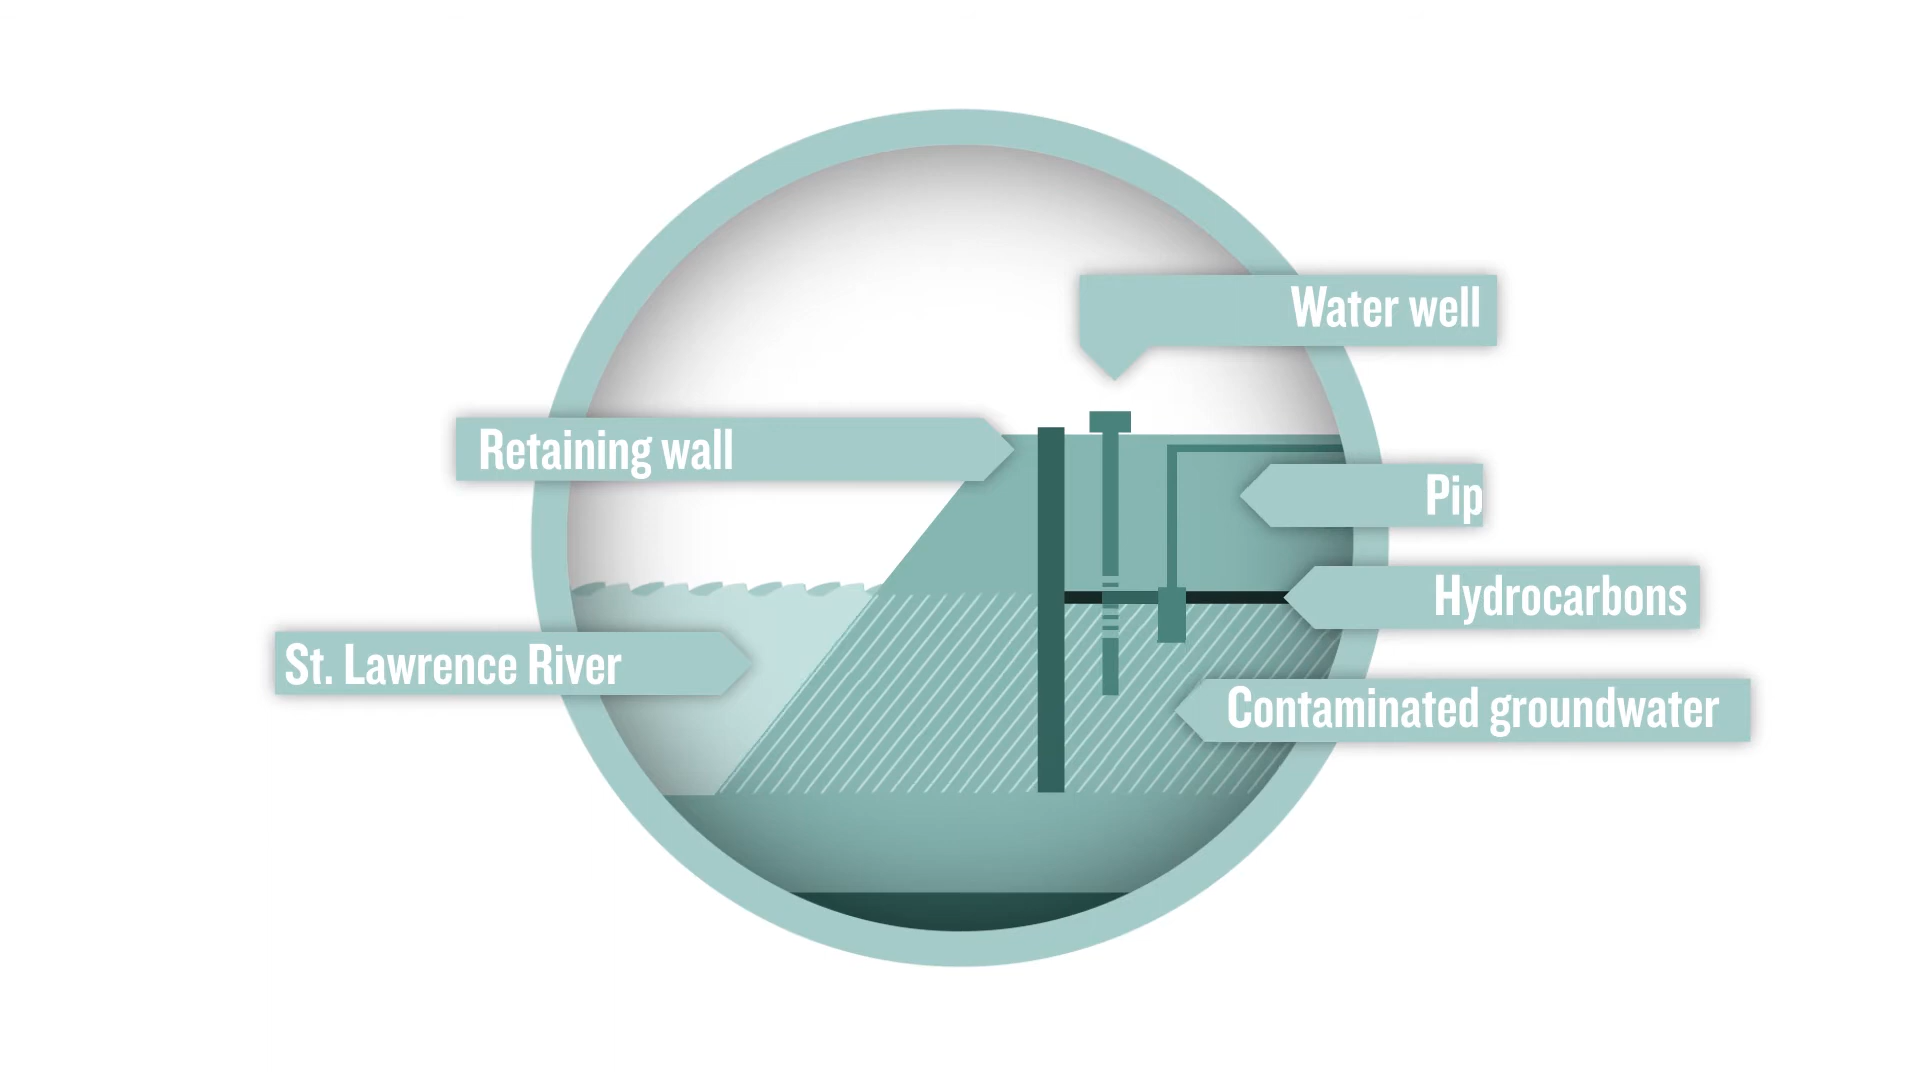 Water well
Retaining wall
Pip
Hydrocarbons
St. Lawrence River
Contaminated groundwater